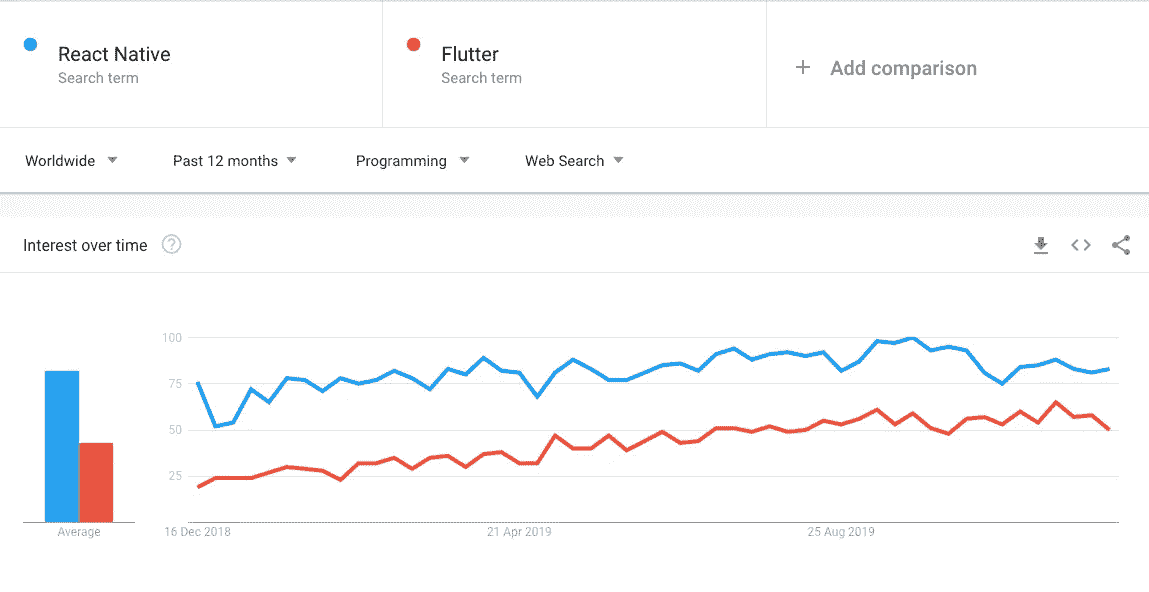 React Native
Search term
Flutter
Search term
+ Add comparison
Worldwide
Past 12 months
Programming
Web Search
Interest over time ?
100
75
50
25
Average
16 Dec 2018
21 Apr 2019
25 Aug 2019